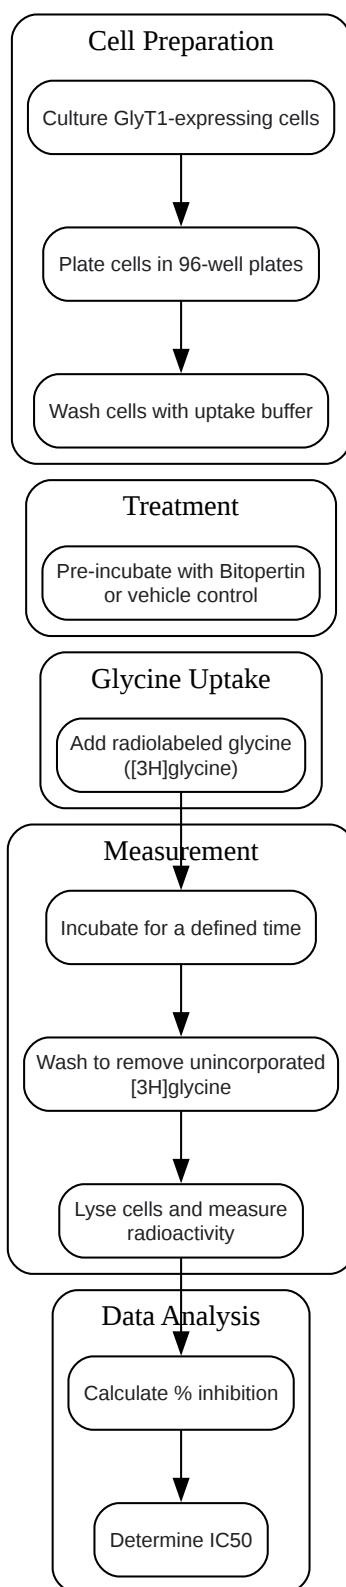 Cell Preparation
Culture GlyT1-expressing cells
Plate cells in 96-well plates
Wash cells with uptake buffer
Treatment
Pre-incubate with Bitopertin
or vehicle control
Glycine Uptake
Add radiolabeled glycine
([3H]glycine)
Measurement
Incubate for a defined time
Wash to remove unincorporated
[3H]glycine
Lyse cells and measure
radioactivity
Data Analysis
Calculate % inhibition
Determine IC50